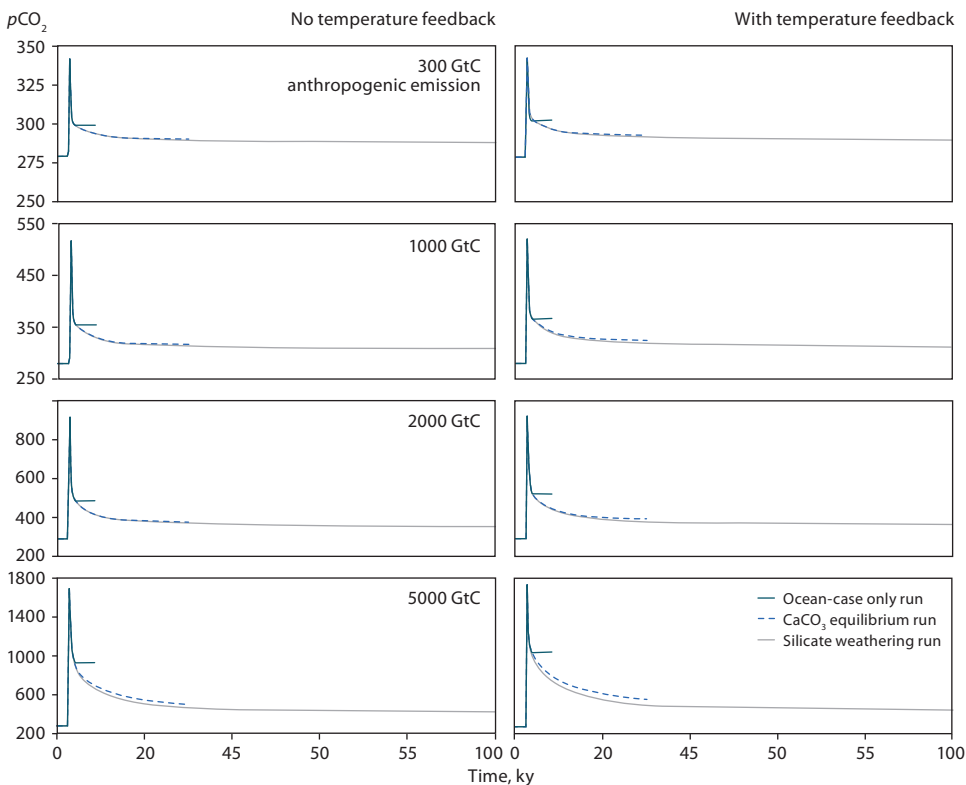 pCO2
No temperature feedback
With temperature feedback
350
325
300
275
250
300 GtC
anthropogenic emission
550
450
350
250
1000 GtC
800
600
400
200
2000 GtC
1800
1400
1000
600
200
5000 GtC
Ocean-case only run
CaCO3 equilibrium run
Silicate weathering run
0 20 45 50 55 100
0 20 45 50 55 100
Time, ky